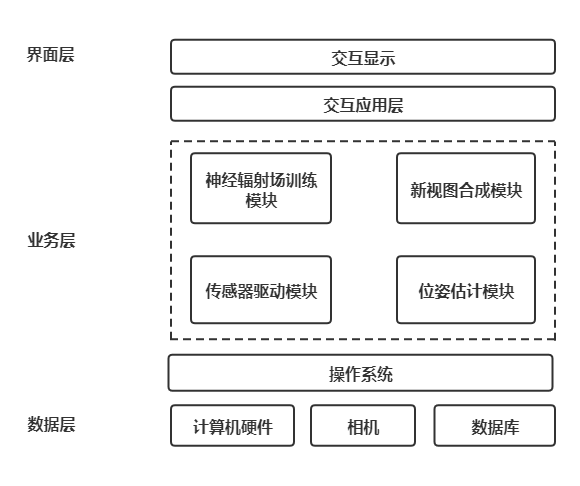 界面层
交互显示
交互应用层
业务层
神经辐射场训练
模块
新视图合成模块
传感器驱动模块
位姿估计模块
操作系统
数据层
计算机硬件
相机
数据库